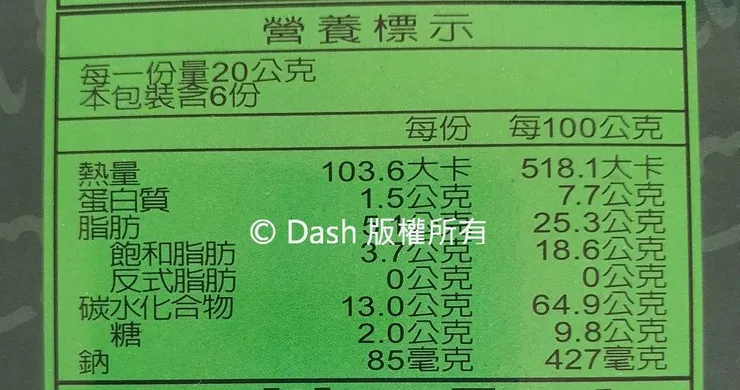 營養標示
每一份量20公克
本包裝含6份
每份 每100公克
熱量 103.6大卡 518.1大卡
蛋白質 1.5公克 7.7公克
脂肪 5.1公克 25.3公克
飽和脂肪 3.7公克 18.6公克
反式脂肪 0公克 0公克
碳水化合物 13.0公克 64.9公克
糖 2.0公克 9.8公克
鈉 85毫克 427毫克
© Dash 版權所有